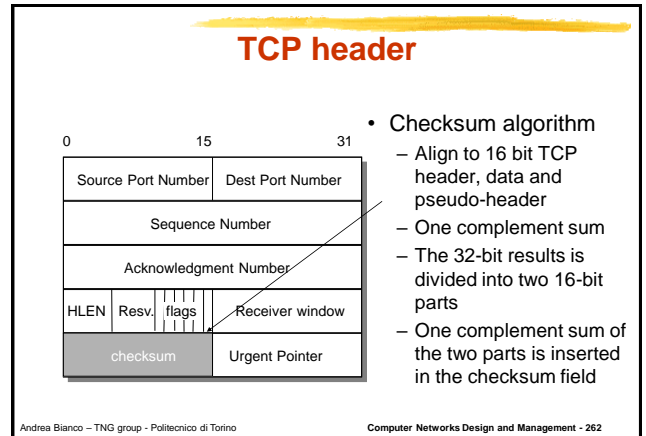 TCP header
0 15 31
Source Port Number Dest Port Number
Sequence Number
Acknowledgment Number
HLEN Resv. flags Receiver window
checksum Urgent Pointer
• Checksum algorithm
– Align to 16 bit TCP
header, data and
pseudo-header
– One complement sum
– The 32-bit results is
divided into two 16-bit
parts
– One complement sum of
the two parts is inserted
in the checksum field
Andrea Bianco – TNG group - Politecnico di Torino Computer Networks Design and Management - 262